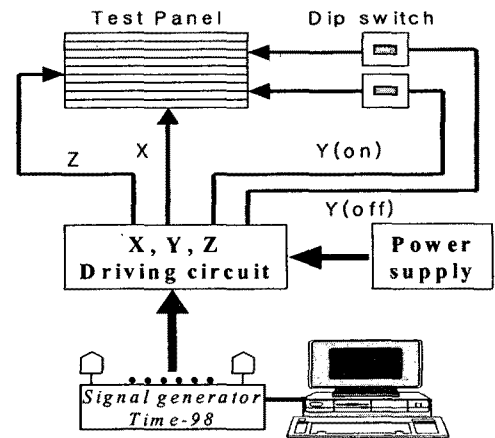 Test Panel
Dip switch
Z
X
Y(on)
Y(off)
X, Y, Z
Driving circuit
Power
supply
Signal generator
Time-98